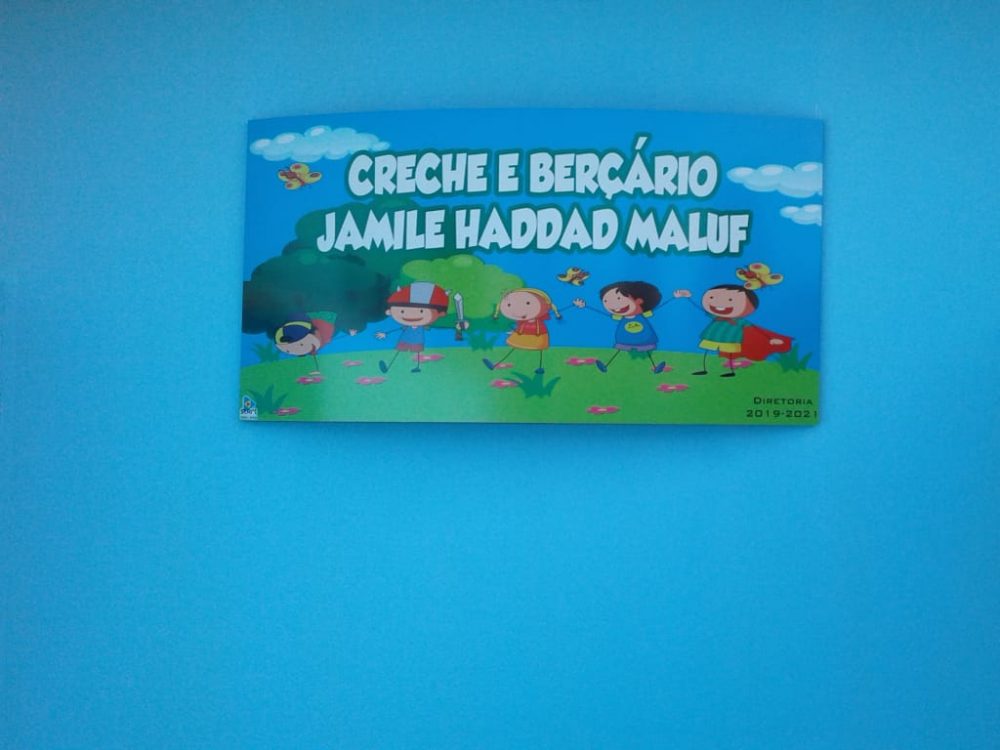 CRECHE E BERÇÁRIO
JAMILE HADDAD MALUF
DIRETORIA
2019-2021